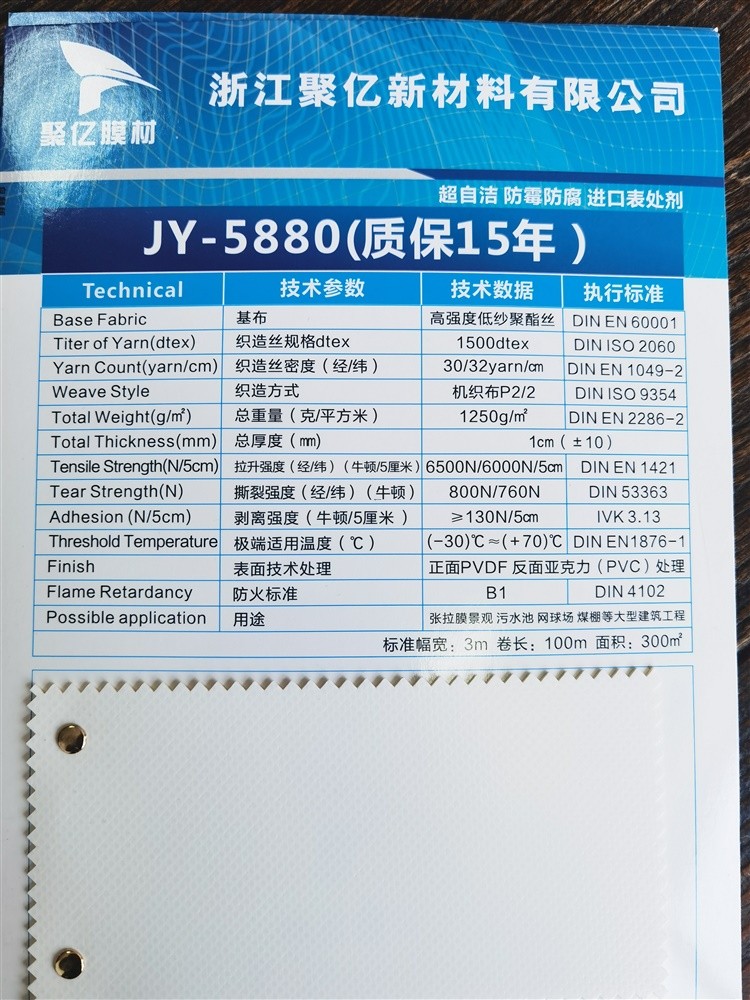 浙江聚亿新材料有限公司
聚亿膜材
超自洁 防霉防腐 进口表处剂
JY-5880(质保15年)
Technical 技术参数 技术数据 执行标准
Base Fabric 基布 高强度低纱聚酯丝 DIN EN 60001
Titer of Yarn(dtex) 织造丝规格dtex 1500dtex DIN ISO 2060
Yarn Count(yarn/cm) 织造丝密度（经/纬） 30/32yarn/cm DIN EN 1049-2
Weave Style 织造方式 机织布P2/2 DIN ISO 9354
Total Weight(g/㎡) 总重量（克/平方米） 1250g/㎡ DIN EN 2286-2
Total Thickness(mm) 总厚度（mm） 1cm（±10）
Tensile Strength(N/5cm) 拉升强度（经/纬）（牛顿/5厘米） 6500N/6000N/5cm DIN EN 1421
Tear Strength(N) 撕裂强度（经/纬）（牛顿） 800N/760N DIN 53363
Adhesion (N/5cm) 剥离强度（牛顿/5厘米） ≥130N/5cm IVK 3.13
Threshold Temperature 极端适用温度（℃） (-30)℃≈(+70)℃ DIN EN1876-1
Finish 表面技术处理 正面PVDF 反面亚克力（PVC）处理
Flame Retardancy 防火标准 B1 DIN 4102
Possible application 用途 张拉膜景观 污水池 网球场 煤棚等大型建筑工程
标准幅宽：3m 卷长：100m 面积：300㎡